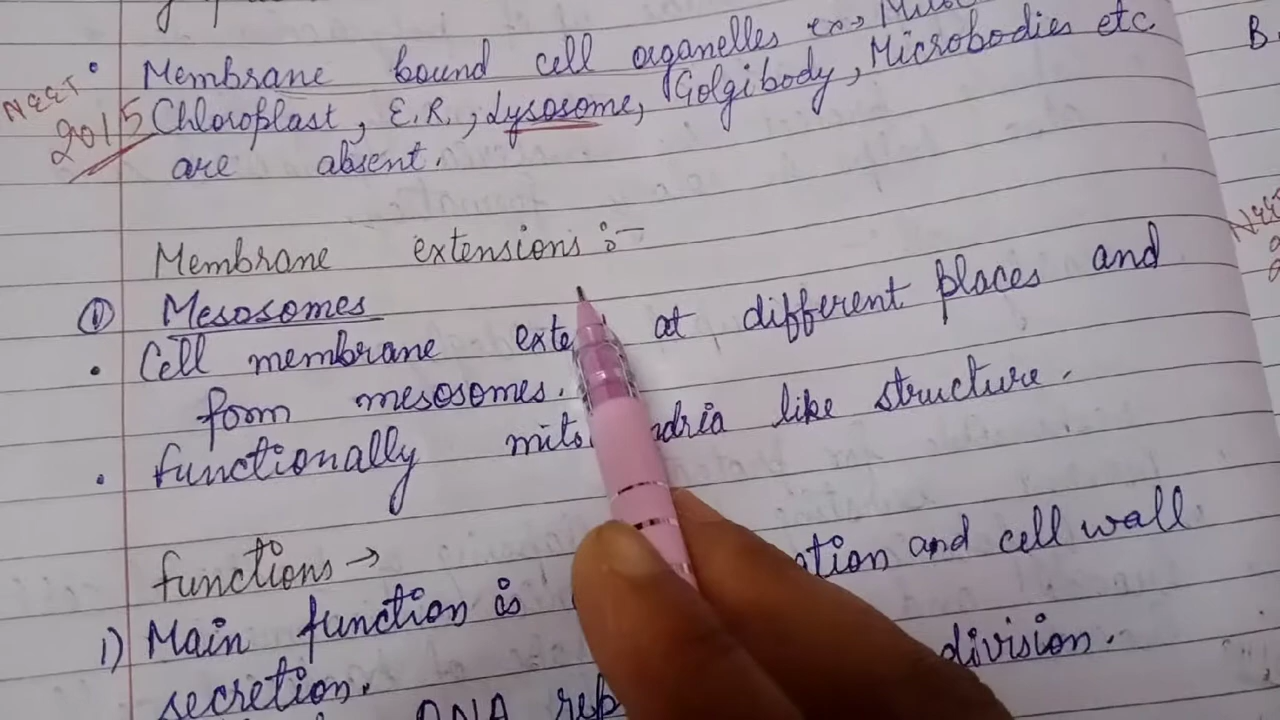 Membrane bound cell organelles ex→
NEET 2015 Chloroplast, E.R., Lysosome, Golgibody, Microbodies etc.
are absent.
Membrane extensions :-
① Mesosomes
• Cell membrane at different places and
form mesosomes.
• functionally like structure.
functions →
1) Main function is and cell wall
secretion.
DNA division.
B.
NEET